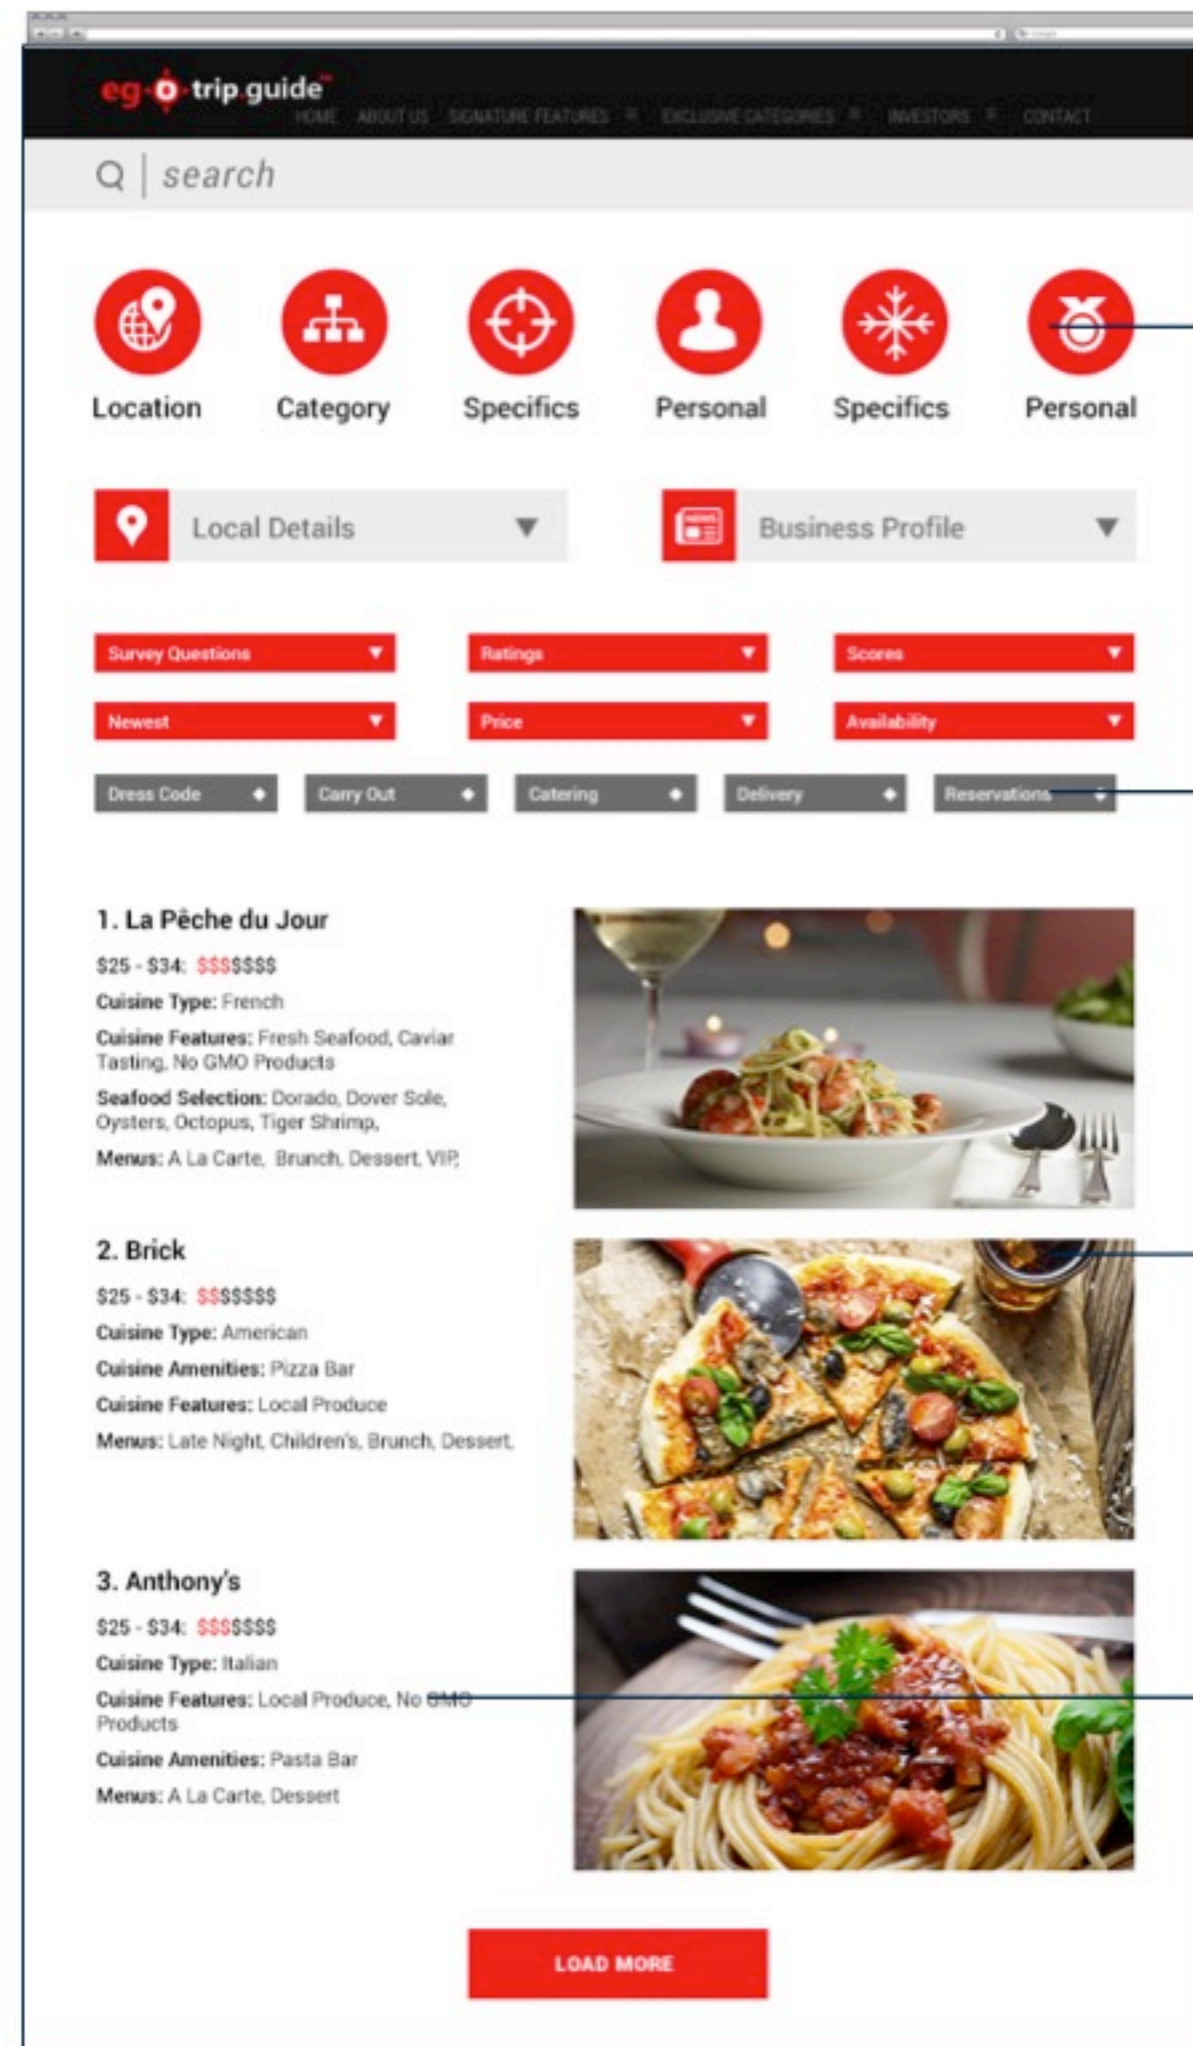 eg-o-trip.guide™
HOME ABOUT US SIGNATURE FEATURES EXCLUSIVE CATEGORIES INVESTORS CONTACT
search
Location Category Specifics Personal Specifics Personal
Local Details Business Profile
NEWS
Survey Questions Ratings Scores
Newest Price Availability
Dress Code Carry Out Catering Delivery Reservations
1. La Pêche du Jour
$25 - $34: $$$$$$$
Cuisine Type: French
Cuisine Features: Fresh Seafood, Caviar
Tasting, No GMO Products
Seafood Selection: Dorado, Dover Sole,
Oysters, Octopus, Tiger Shrimp,
Menus: A La Carte, Brunch, Dessert, VIP,
2. Brick
$25 - $34: $$$$$$$
Cuisine Type: American
Cuisine Amenities: Pizza Bar
Cuisine Features: Local Produce
Menus: Late Night, Children's, Brunch, Dessert,
3. Anthony's
$25 - $34: $$$$$$$
Cuisine Type: Italian
Cuisine Features: Local Produce, No GMO
Products
Cuisine Amenities: Pasta Bar
Menus: A La Carte, Dessert
LOAD MORE